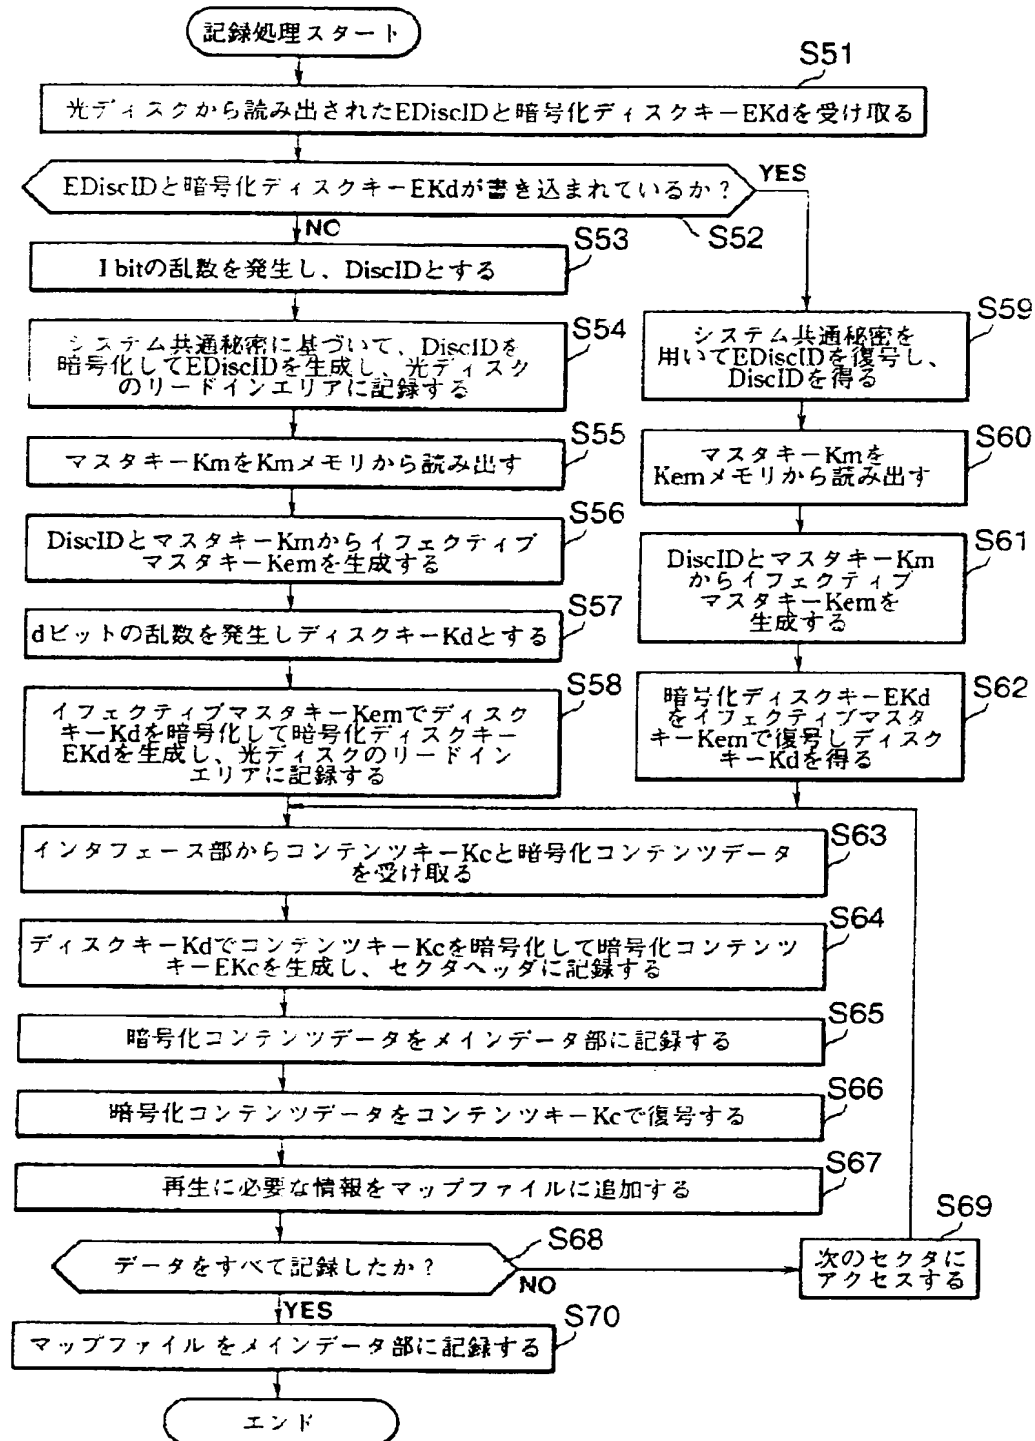 記録処理スタート
S51
光ディスクから読み出されたEDiscIDと暗号化ディスクキーEKdを受け取る
EDiscIDと暗号化ディスクキーEKdが書き込まれているか？
YES
S52
NO
S53
I bitの乱数を発生し、DiscIDとする
S54
システム共通秘密に基づいて、DiscIDを
暗号化してEDiscIDを生成し、光ディスク
のリードインエリアに記録する
S55
マスタキーKmをKmメモリから読み出す
S56
DiscIDとマスタキーKmからイフェクティブ
マスタキーKemを生成する
S57
dビットの乱数を発生しディスクキーKdとする
S58
イフェクティブマスタキーKemでディスク
キーKdを暗号化して暗号化ディスクキー
EKdを生成し、光ディスクのリードイン
エリアに記録する
S59
システム共通秘密を
用いてEDiscIDを復号し、
DiscIDを得る
S60
マスタキーKmを
Kemメモリから読み出す
S61
DiscIDとマスタキーKm
からイフェクティブ
マスタキーKemを
生成する
S62
暗号化ディスクキーEKd
をイフェクティブマスタ
キーKemで復号しディスク
キーKdを得る
S63
インタフェース部からコンテンツキーKcと暗号化コンテンツデータ
を受け取る
S64
ディスクキーKdでコンテンツキーKcを暗号化して暗号化コンテンツ
キーEKcを生成し、セクタヘッダに記録する
S65
暗号化コンテンツデータをメインデータ部に記録する
S66
暗号化コンテンツデータをコンテンツキーKcで復号する
S67
再生に必要な情報をマップファイルに追加する
S68
データをすべて記録したか？
NO
S69
次のセクタに
アクセスする
YES
S70
マップファイルをメインデータ部に記録する
エンド